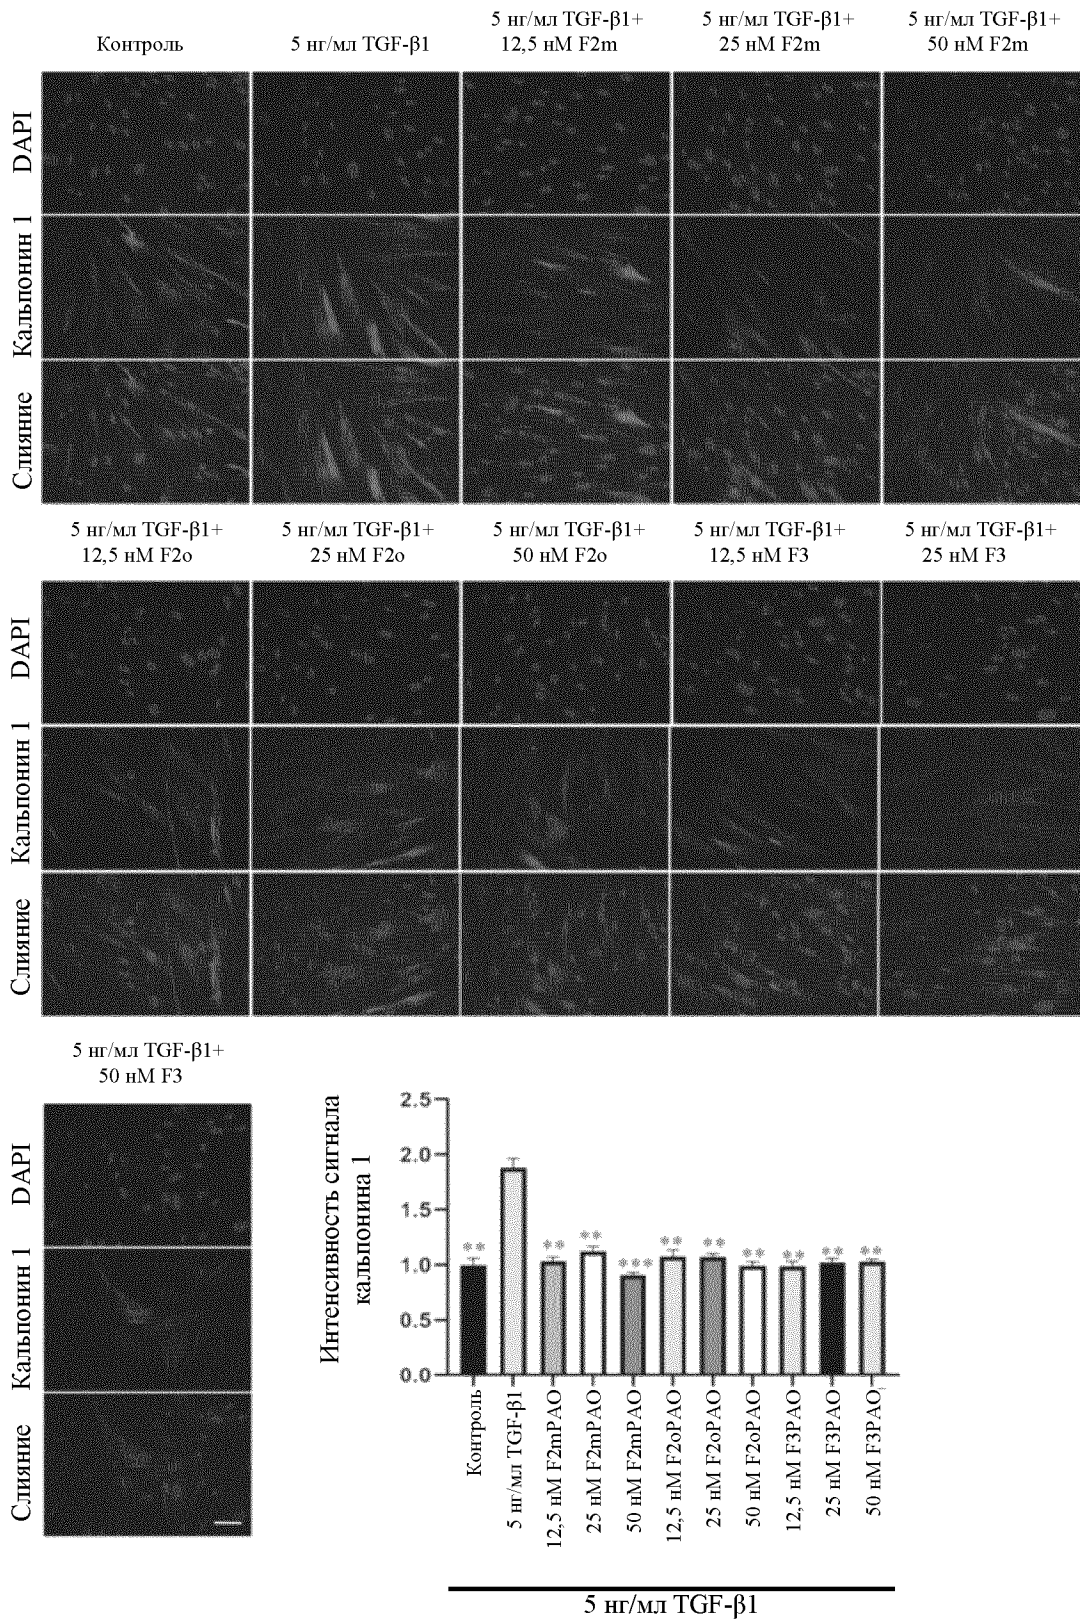 Контроль
5 нг/мл TGF-β1
5 нг/мл TGF-β1+
12,5 нМ F2m
5 нг/мл TGF-β1+
25 нМ F2m
5 нг/мл TGF-β1+
50 нМ F2m
DAPI
Кальпонин 1
Слияние
5 нг/мл TGF-β1+
12,5 нМ F2o
5 нг/мл TGF-β1+
25 нМ F2o
5 нг/мл TGF-β1+
50 нМ F2o
5 нг/мл TGF-β1+
12,5 нМ F3
5 нг/мл TGF-β1+
25 нМ F3
DAPI
Кальпонин 1
Слияние
5 нг/мл TGF-β1+
50 нМ F3
DAPI
Кальпонин 1
Слияние
Интенсивность сигнала
кальпонина 1
2.5
2.0
1.5
1.0
0.5
0.0
**
**
**
***
**
**
**
**
**
**
Контроль
5 нг/мл TGF-β1
12,5 нМ F2mPAO
25 нМ F2mPAO
50 нМ F2mPAO
12,5 нМ F2oPAO
25 нМ F2oPAO
50 нМ F2oPAO
12,5 нМ F3PAO
25 нМ F3PAO
50 нМ F3PAO
5 нг/мл TGF-β1